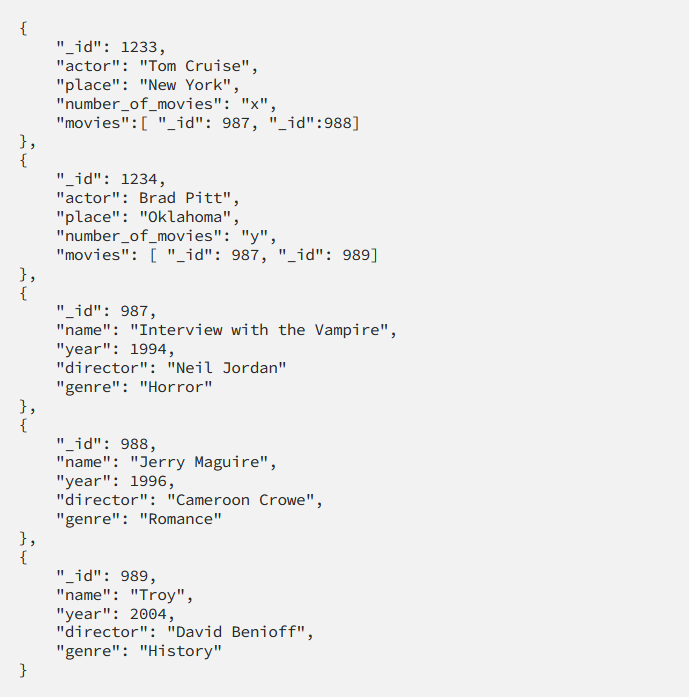 {
    "_id": 1233,
    "actor": "Tom Cruise",
    "place": "New York",
    "number_of_movies": "x",
    "movies":[ "_id": 987, "_id":988]
},
{
    "_id": 1234,
    "actor": Brad Pitt",
    "place": "Oklahoma",
    "number_of_movies": "y",
    "movies": [ "_id": 987, "_id": 989]
},
{
    "_id": 987,
    "name": "Interview with the Vampire",
    "year": 1994,
    "director": "Neil Jordan"
    "genre": "Horror"
},
{
    "_id": 988,
    "name": "Jerry Maguire",
    "year": 1996,
    "director": "Cameroon Crowe",
    "genre": "Romance"
},
{
    "_id": 989,
    "name": "Troy",
    "year": 2004,
    "director": "David Benioff",
    "genre": "History"
}